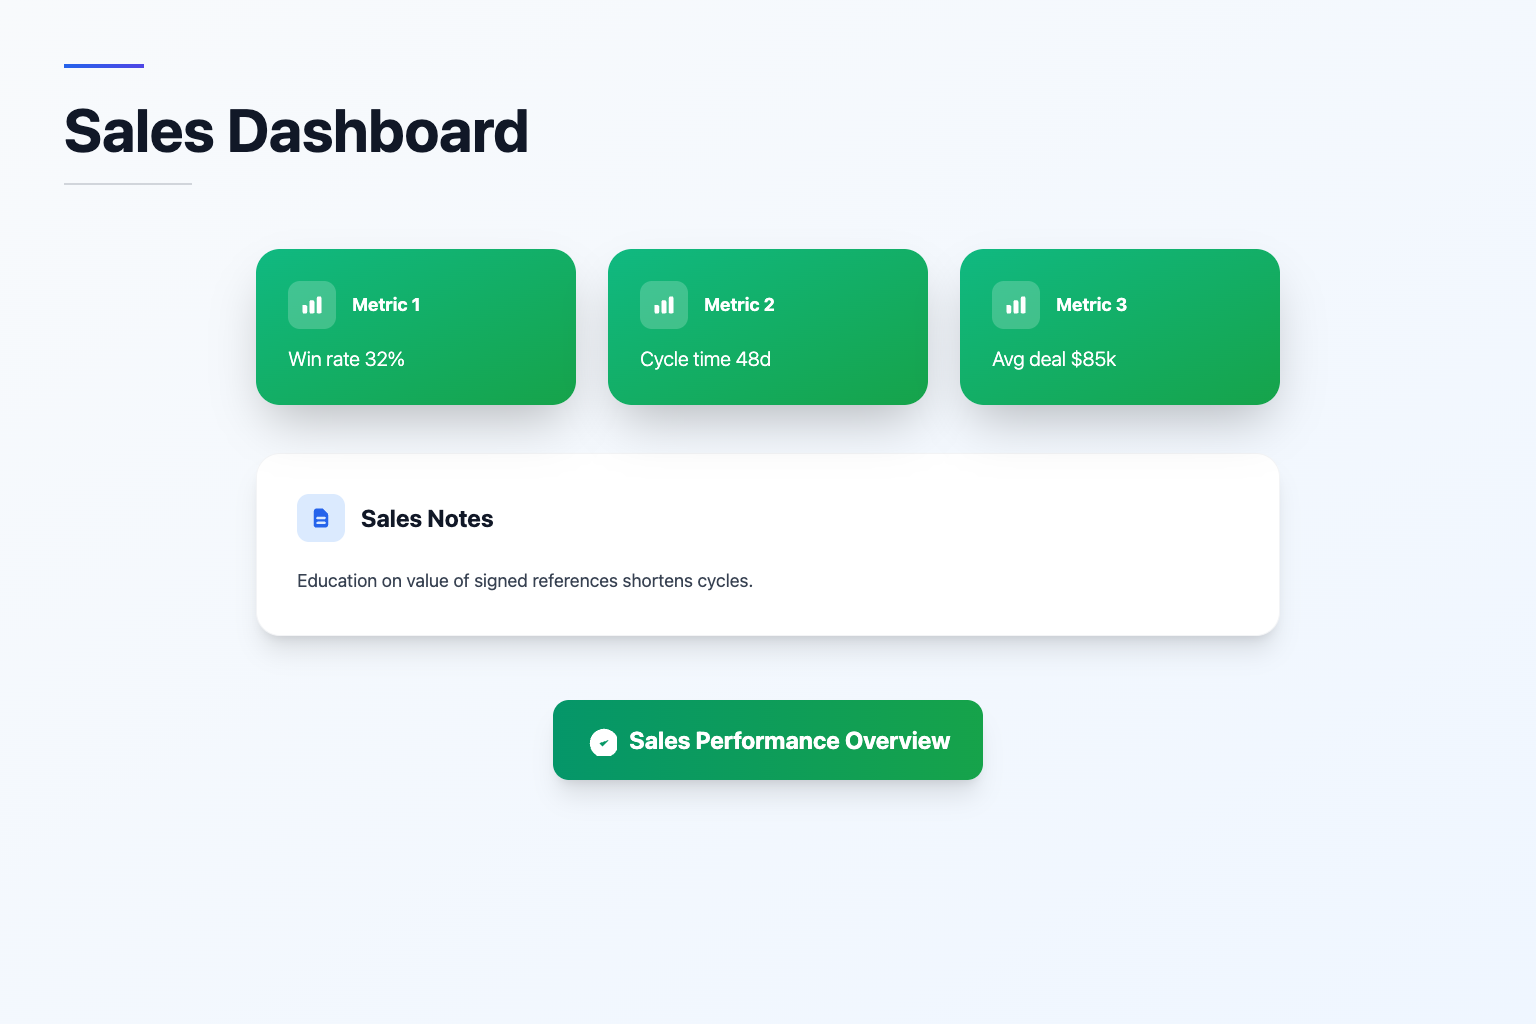 Sales Dashboard
Metric 1
Win rate 32%
Metric 2
Cycle time 48d
Metric 3
Avg deal $85k
Sales Notes
Education on value of signed references shortens cycles.
Sales Performance Overview